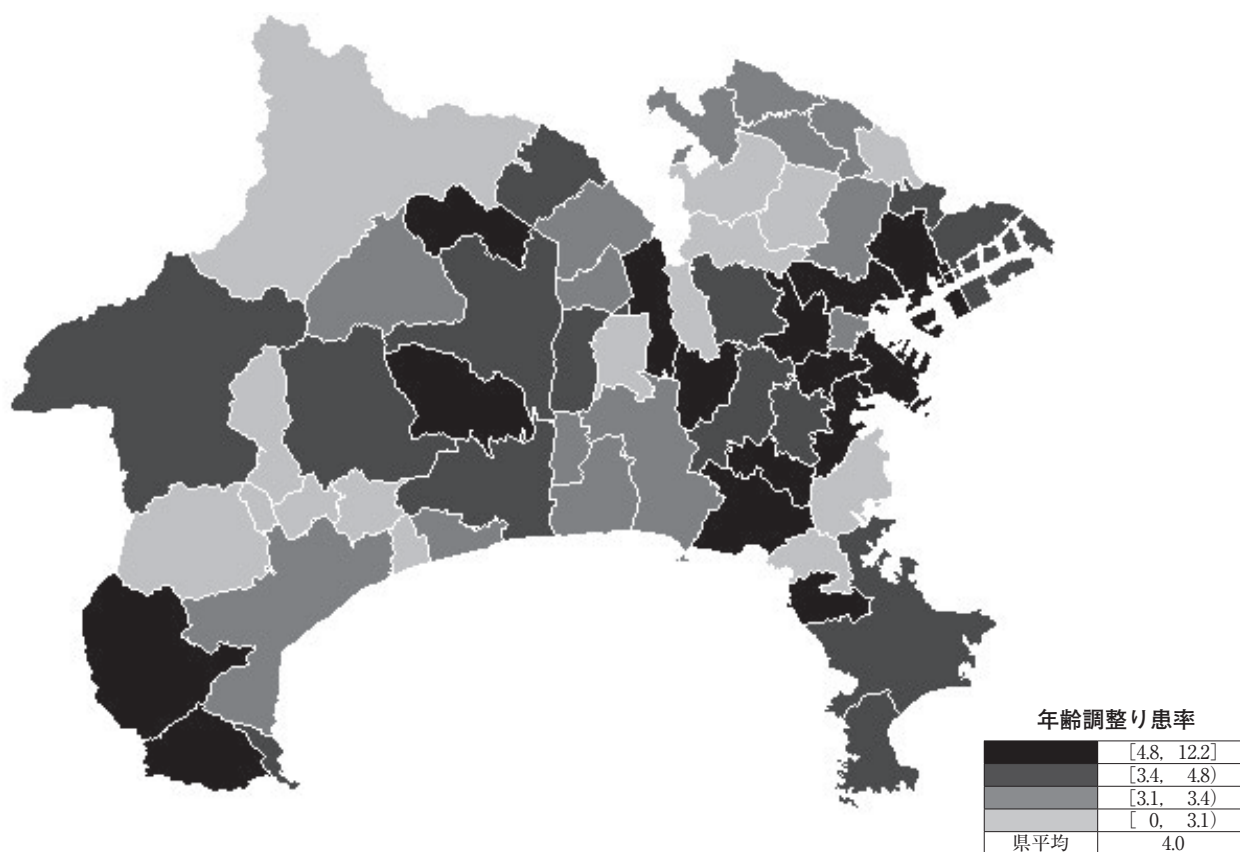 年齢調整り患率
[4.8, 12.2]
[3.4, 4.8)
[3.1, 3.4)
[ 0, 3.1)
県平均 4.0